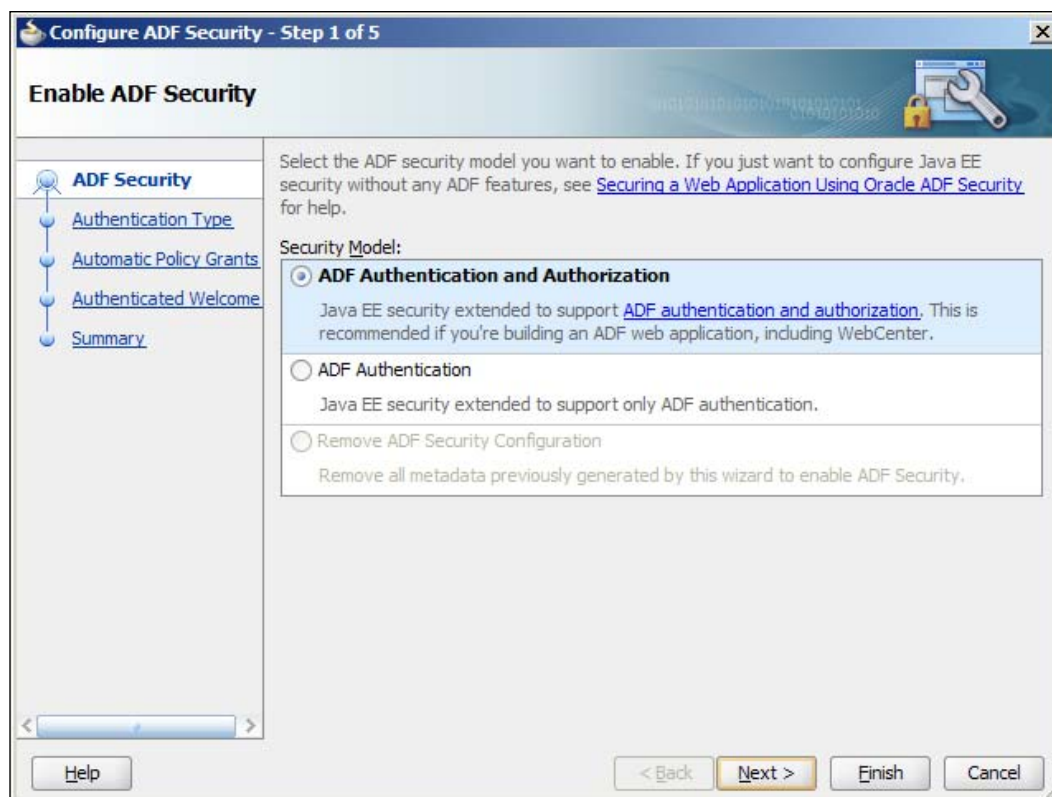 Configure ADF Security - Step 1 of 5
Enable ADF Security
ADF Security
Authentication Type
Automatic Policy Grants
Authenticated Welcome
Summary
Select the ADF security model you want to enable. If you just want to configure Java EE
security without any ADF features, see Securing a Web Application Using Oracle ADF Security
for help.
Security Model:
ADF Authentication and Authorization
Java EE security extended to support ADF authentication and authorization. This is
recommended if you're building an ADF web application, including WebCenter.
ADF Authentication
Java EE security extended to support only ADF authentication.
Remove ADF Security Configuration
Remove all metadata previously generated by this wizard to enable ADF Security.
Help
< Back
Next >
Finish
Cancel